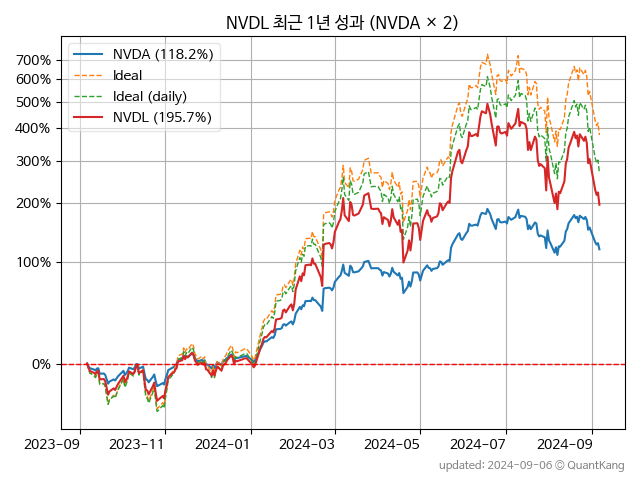 NVDL 최근 1년 성과 (NVDA × 2)
NVDA (118.2%)
Ideal
Ideal (daily)
NVDL (195.7%)
700%
600%
500%
400%
300%
200%
100%
0%
2023-09 2023-11 2024-01 2024-03 2024-05 2024-07 2024-09
updated: 2024-09-06 © QuantKang